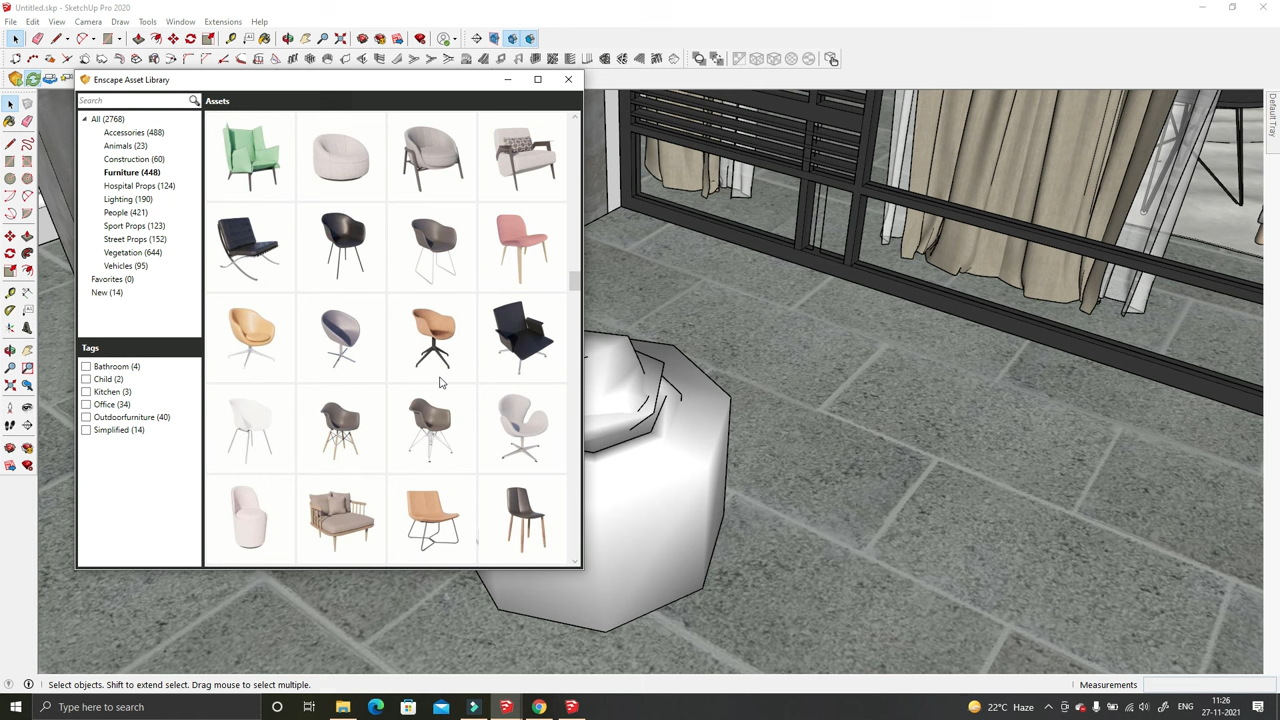 Untitled.skp - SketchUp Pro 2020
File Edit View Camera Draw Tools Window Extensions Help
Enscape Asset Library
Search
Assets
All (2768)
Accessories (488)
Animals (23)
Construction (60)
Furniture (448)
Hospital Props (124)
Lighting (190)
People (421)
Sport Props (123)
Street Props (152)
Vegetation (644)
Vehicles (95)
Favorites (0)
New (14)
Tags
Bathroom (4)
Child (2)
Kitchen (3)
Office (34)
Outdoorfurniture (40)
Simplified (14)
Default Tray
Select objects. Shift to extend select. Drag mouse to select multiple.
Measurements
Type here to search
22°C Haze
ENG
11:26
27-11-2021